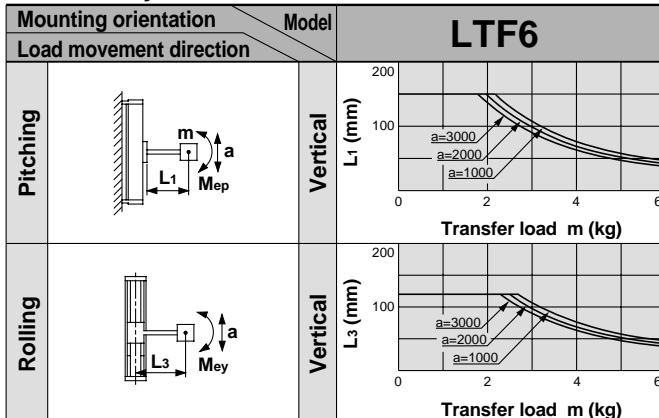 Mounting orientation
Model
Load movement direction
LTF6
Pitching
m
a
L1
Mep
Vertical
L1 (mm)
200
100
a=3000
a=2000
a=1000
0 2 4 6
Transfer load m (kg)
Rolling
a
L3
Mey
Vertical
L3 (mm)
200
100
a=3000
a=2000
a=1000
0 2 4 6
Transfer load m (kg)